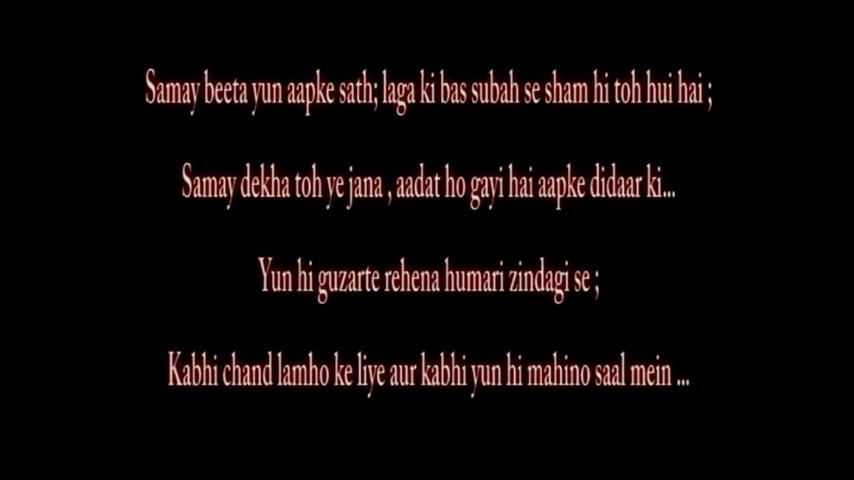 Samay beeta yun aapke sath; laga ki bas subah se sham hi toh hui hai ;
Samay dekha toh ye jana , aadat ho gayi hai aapke didaar ki...
Yun hi guzarte rehena humari zindagi se ;
Kabhi chand lamho ke liye aur kabhi yun hi mahino saal mein ...